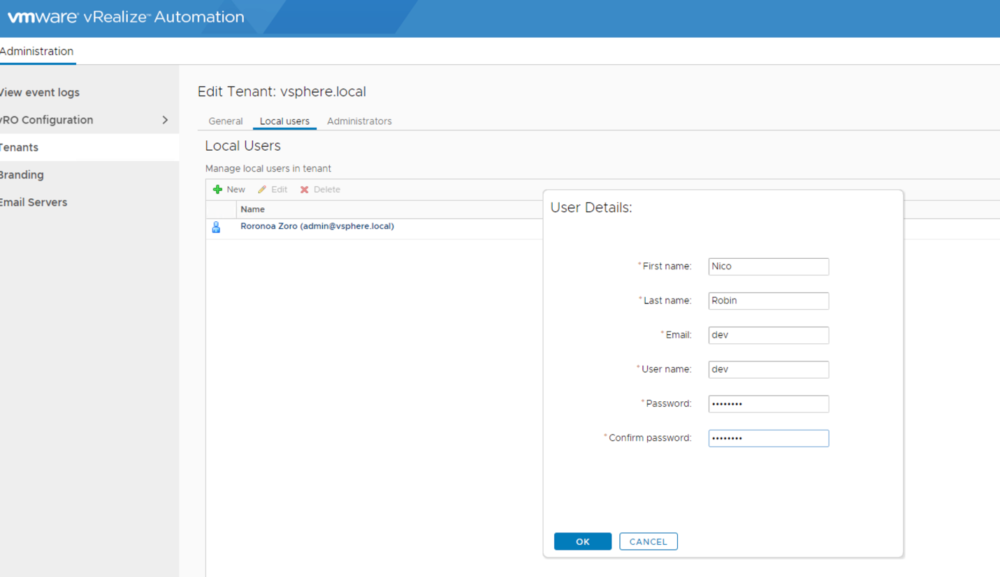 vmware® vRealize™ Automation
Administration
View event logs
vRO Configuration
Tenants
Branding
Email Servers
Edit Tenant: vsphere.local
General Local users Administrators
Local Users
Manage local users in tenant
New Edit Delete
Name
Roronoa Zoro (admin@vsphere.local)
User Details:
*First name: Nico
*Last name: Robin
*Email: dev
*User name: dev
*Password: ••••••••
*Confirm password: ••••••••
OK CANCEL